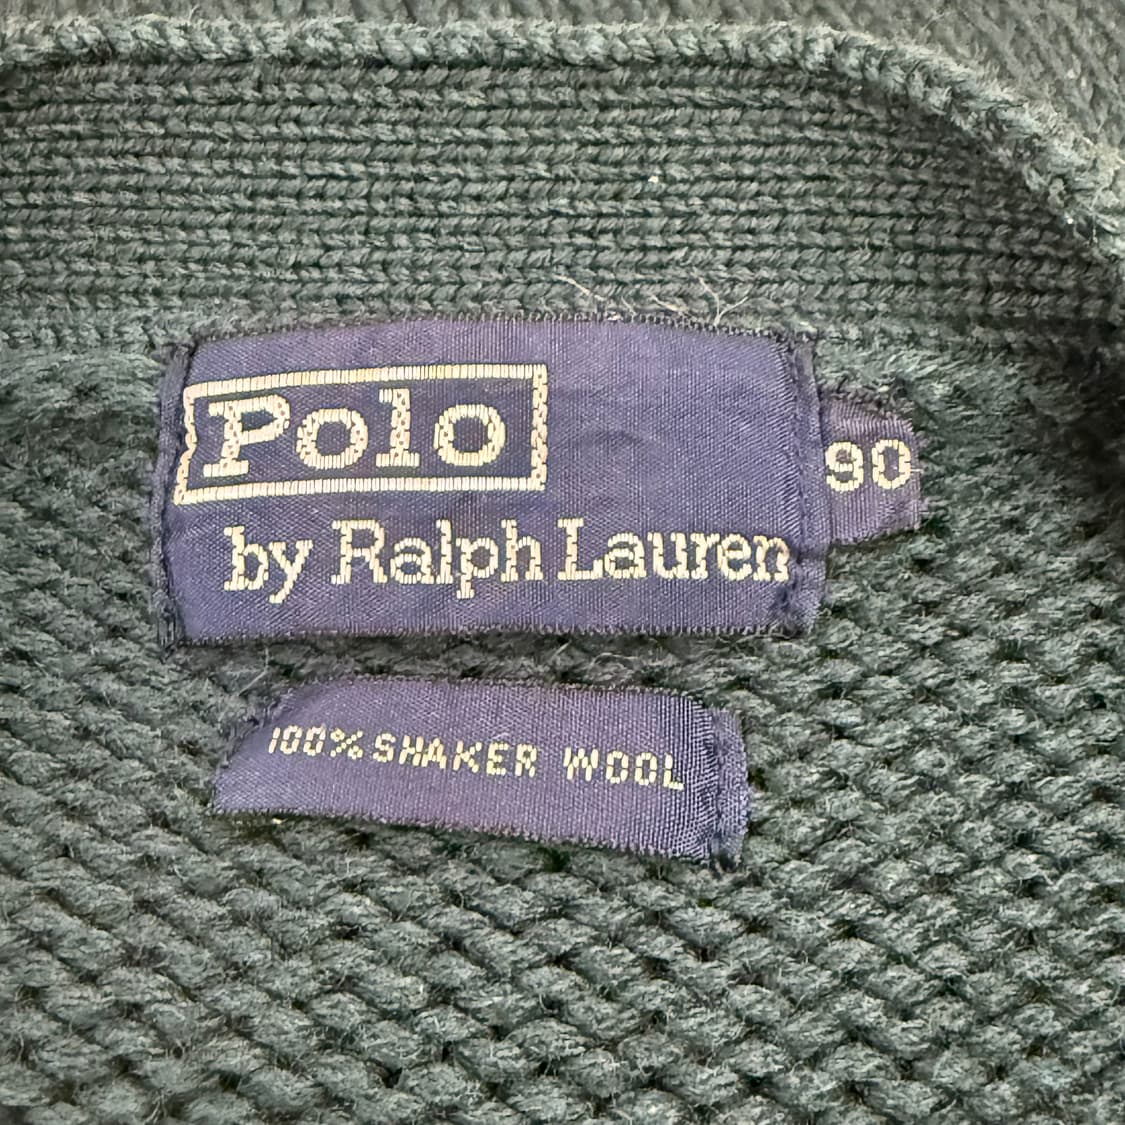 Polo
by Ralph Lauren
90
100% SHAKER WOOL